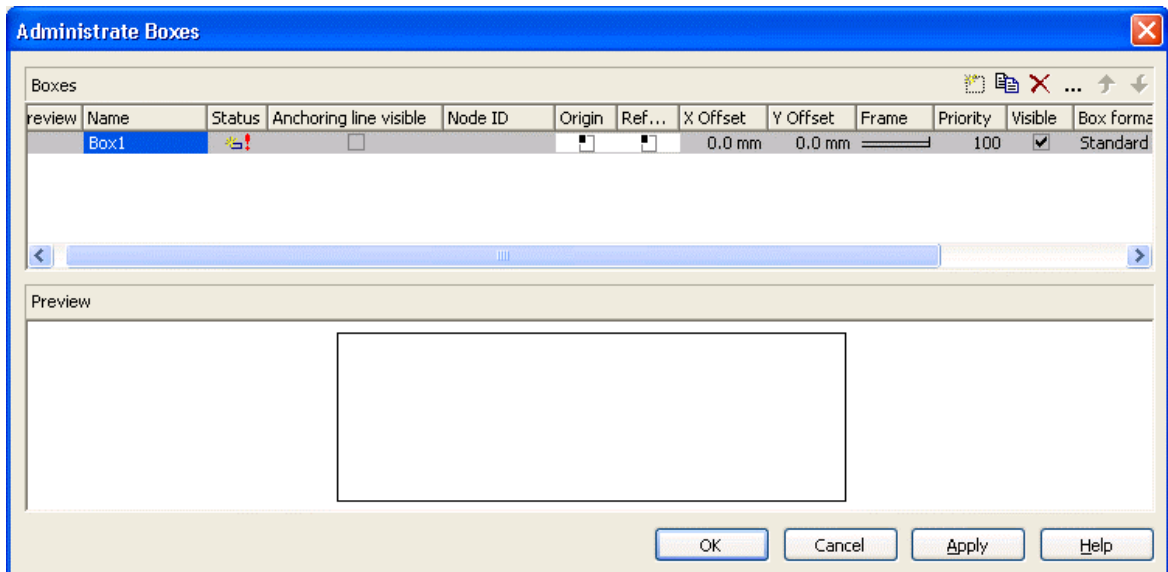 Administrate Boxes
Boxes
...
review Name Status Anchoring line visible Node ID Origin Ref... X Offset Y Offset Frame Priority Visible Box forma
Box1 0.0 mm 0.0 mm 100 Standard
Preview
OK Cancel Apply Help